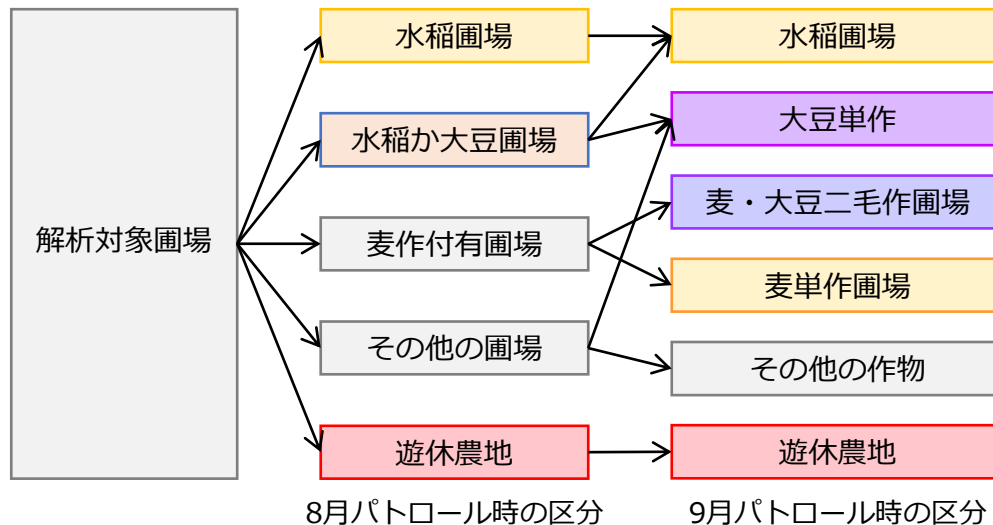 解析対象圃場
水稲圃場
水稲か大豆圃場
麦作付有圃場
その他の圃場
遊休農地
8月パトロール時の区分
水稲圃場
大豆単作
麦・大豆二毛作圃場
麦単作圃場
その他の作物
遊休農地
9月パトロール時の区分